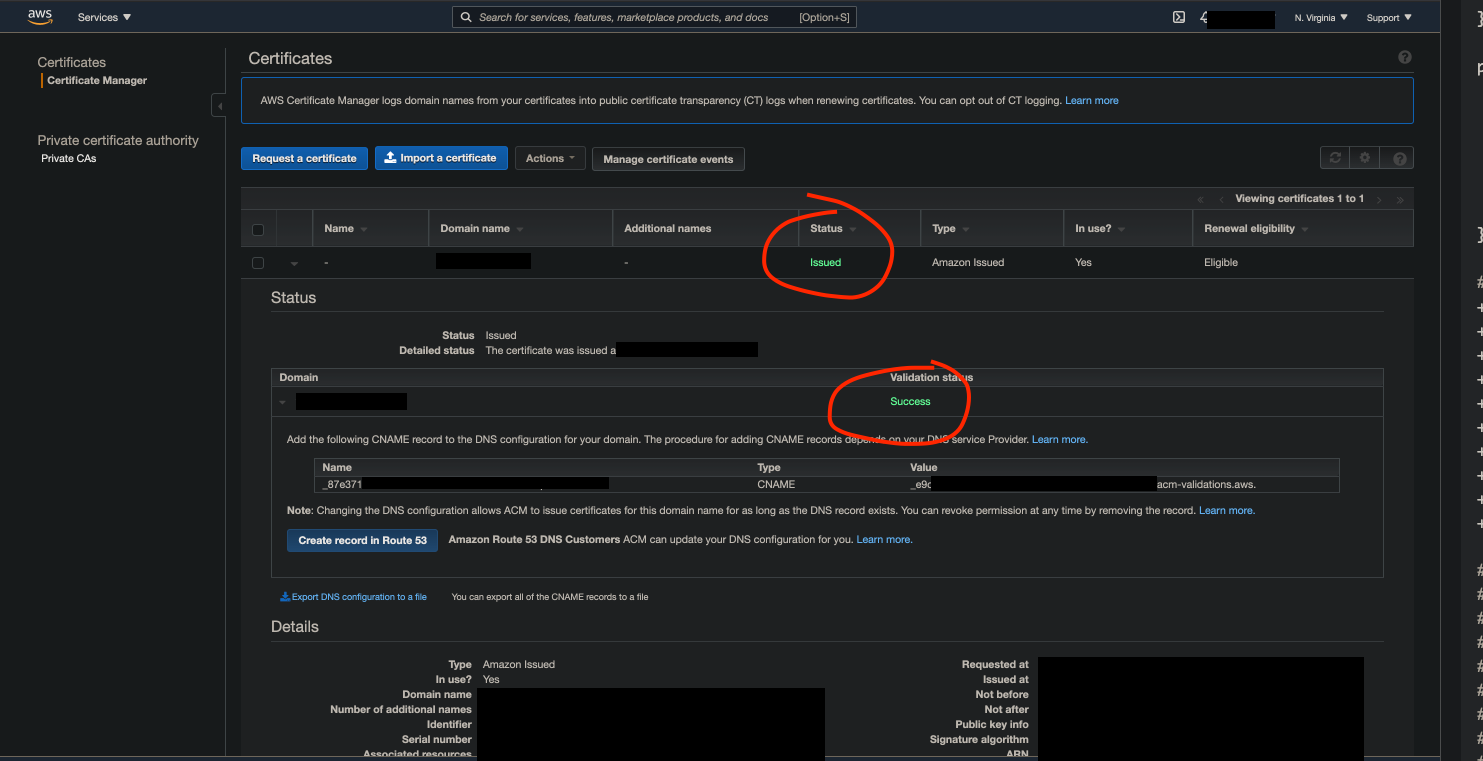 aws Services Search for services, features, marketplace products, and docs [Option+S] N. Virginia Support
Certificates
Certificate Manager
Private certificate authority
Private CAs
Certificates
AWS Certificate Manager logs domain names from your certificates into public certificate transparency (CT) logs when renewing certificates. You can opt out of CT logging. Learn more
Request a certificate Import a certificate Actions Manage certificate events
« ‹ Viewing certificates 1 to 1 › »
Name Domain name Additional names Status Type In use? Renewal eligibility
- - Issued Amazon Issued Yes Eligible
Status
Status Issued
Detailed status The certificate was issued a
Domain Validation status
Success
Add the following CNAME record to the DNS configuration for your domain. The procedure for adding CNAME records depends on your DNS service Provider. Learn more.
Name Type Value
_87e371 CNAME _e9c acm-validations.aws.
Note: Changing the DNS configuration allows ACM to issue certificates for this domain name for as long as the DNS record exists. You can revoke permission at any time by removing the record. Learn more.
Create record in Route 53 Amazon Route 53 DNS Customers ACM can update your DNS configuration for you. Learn more.
Export DNS configuration to a file You can export all of the CNAME records to a file
Details
Type Amazon Issued Requested at
In use? Yes Issued at
Domain name Not before
Number of additional names Not after
Identifier Public key info
Serial number Signature algorithm
Associated resources ARN